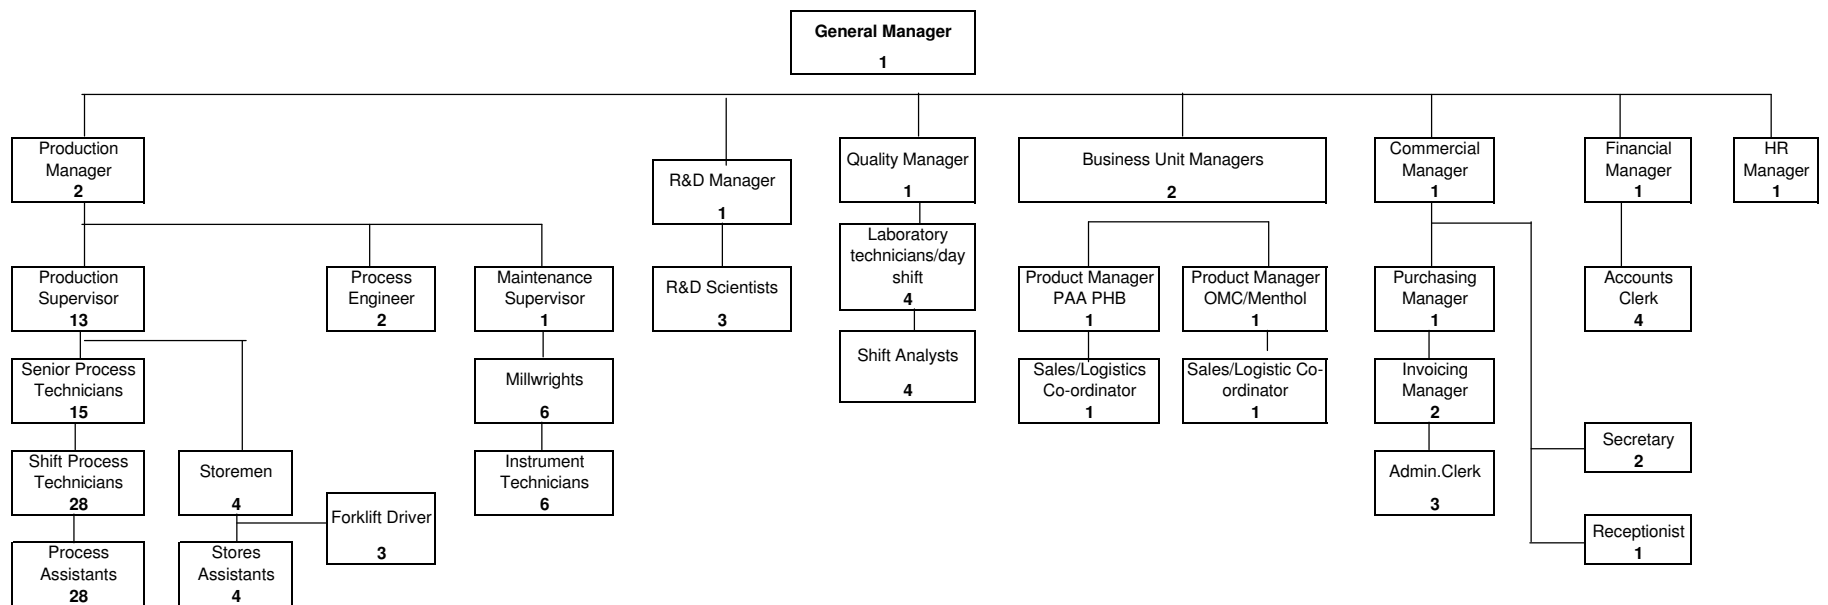 General Manager
1
Production
Manager
2
R&D Manager
1
Quality Manager
1
Business Unit Managers
2
Commercial
Manager
1
Financial
Manager
1
HR
Manager
1
Production
Supervisor
13
Process
Engineer
2
Maintenance
Supervisor
1
R&D Scientists
3
Laboratory
technicians/day
shift
4
Product Manager
PAA PHB
1
Product Manager
OMC/Menthol
1
Purchasing
Manager
1
Accounts
Clerk
4
Senior Process
Technicians
15
Millwrights
6
Shift Analysts
4
Sales/Logistics
Co-ordinator
1
Sales/Logistic Co-
ordinator
1
Invoicing
Manager
2
Shift Process
Technicians
28
Storemen
4
Instrument
Technicians
6
Admin.Clerk
3
Secretary
2
Forklift Driver
3
Receptionist
1
Process
Assistants
28
Stores
Assistants
4